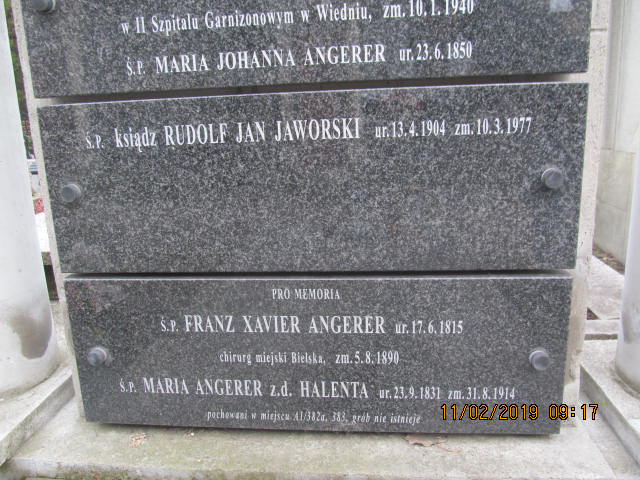 w II Szpitalu Garnizonowym w Wiedniu, zm. 10.1.1940
Ś.P. MARIA JOHANNA ANGERER ur. 23.6.1850
Ś.P. ksiądz RUDOLF JAN JAWORSKI ur. 13.4.1904 zm. 10.3.1977
PRO MEMORIA
Ś.P. FRANZ XAVIER ANGERER ur. 17.6.1815
chirurg miejski Bielska, zm. 5.8.1890
Ś.P. MARIA ANGERER z.d. HALENTA ur. 23.9.1831 zm. 31.8.1914
pochowani w miejscu A1/382a, 383, grób nie istnieje
11/02/2019 09:17